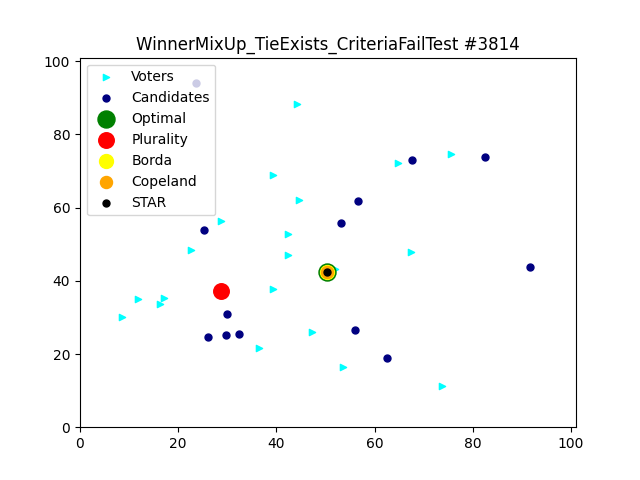 WinnerMixUp_TieExists_CriteriaFailTest #3814
100
80
60
40
20
0
Voters
Candidates
Optimal
Plurality
Borda
Copeland
STAR
0 20 40 60 80 100